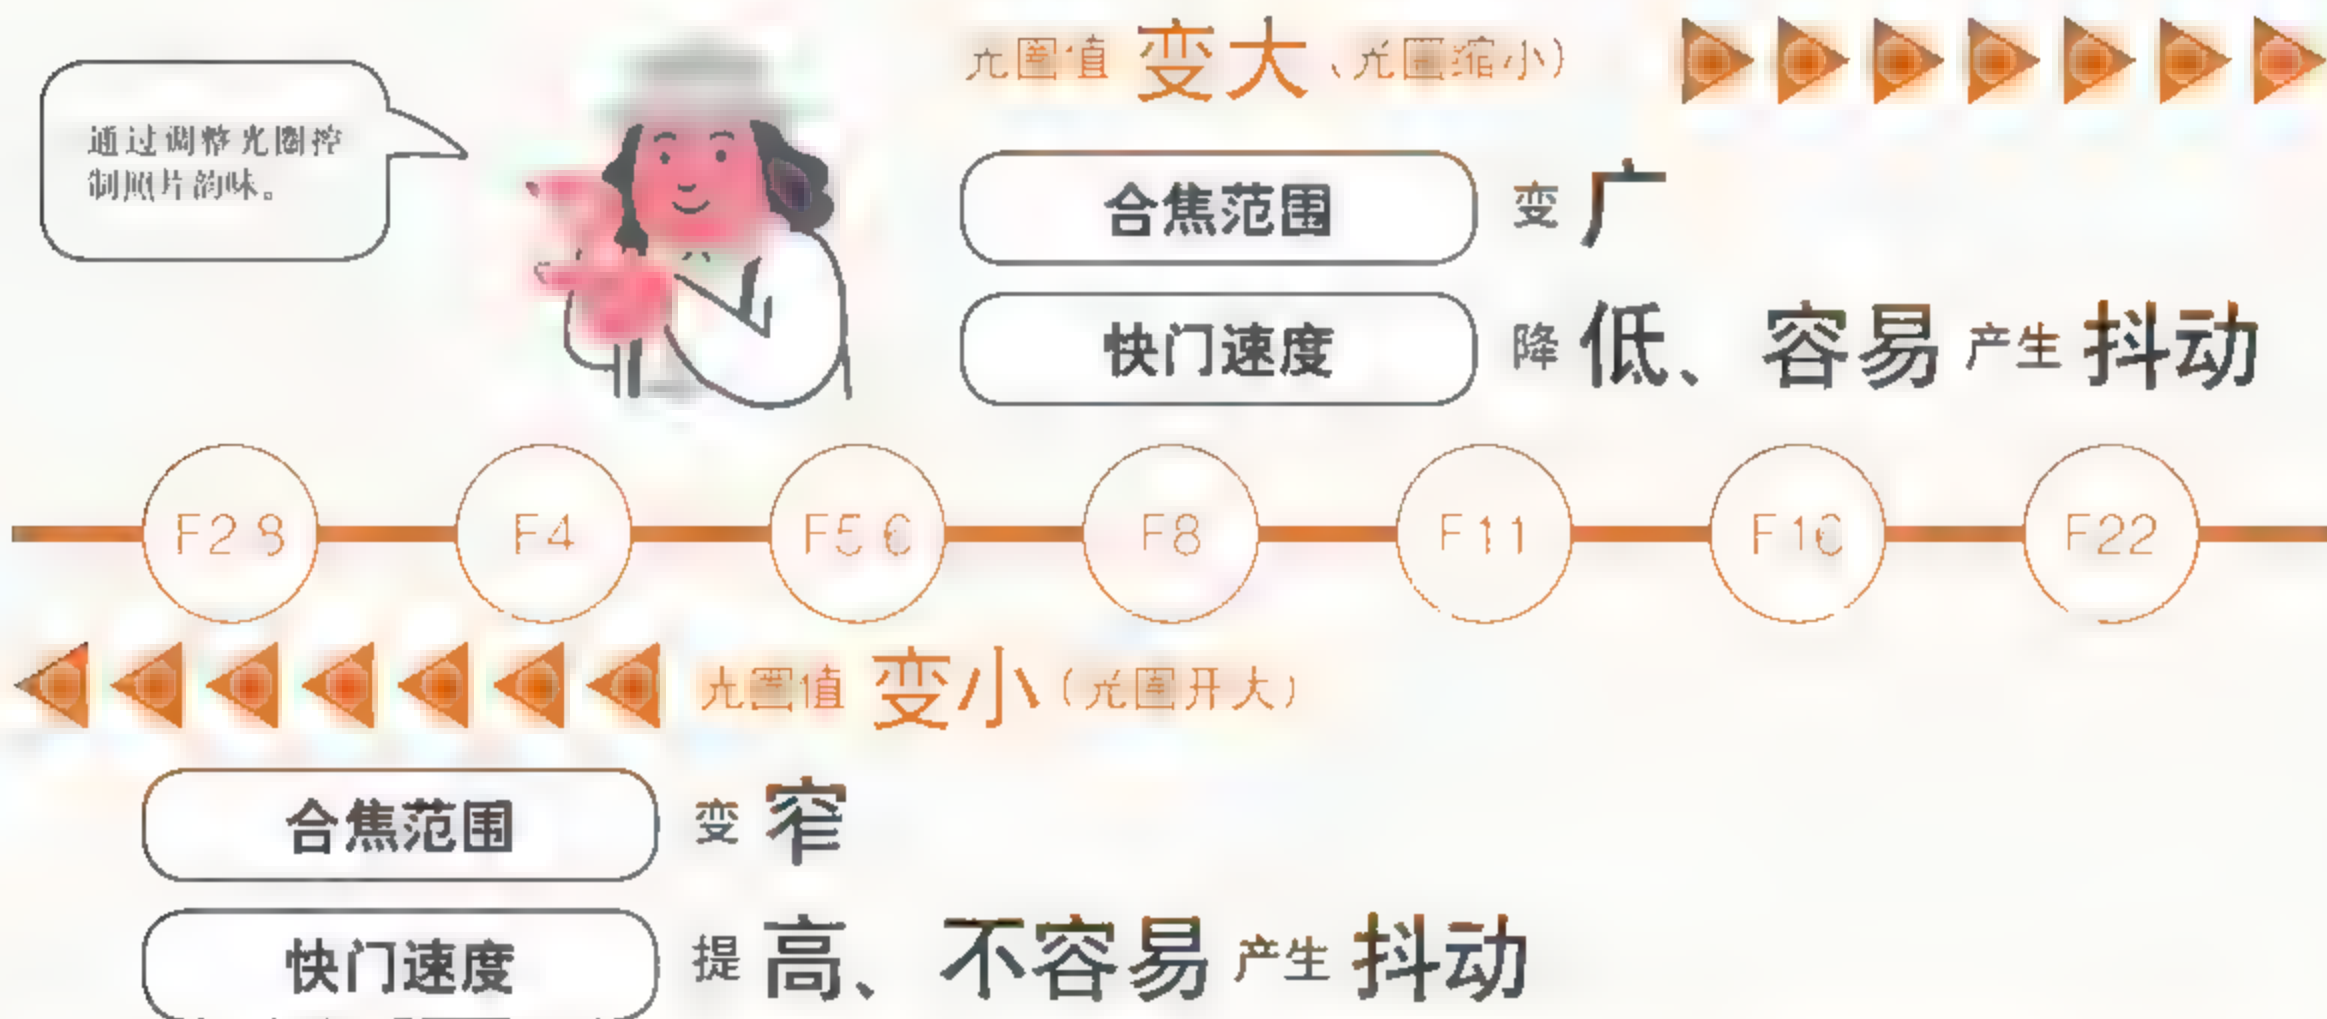 通过调整光圈控
制照片韵味。
光圈值 变大（光圈缩小）
合焦范围 变广
快门速度 降低、容易产生抖动
F2.8 F4 F5.6 F8 F11 F16 F22
光圈值 变小（光圈开大）
合焦范围 变窄
快门速度 提高、不容易产生抖动